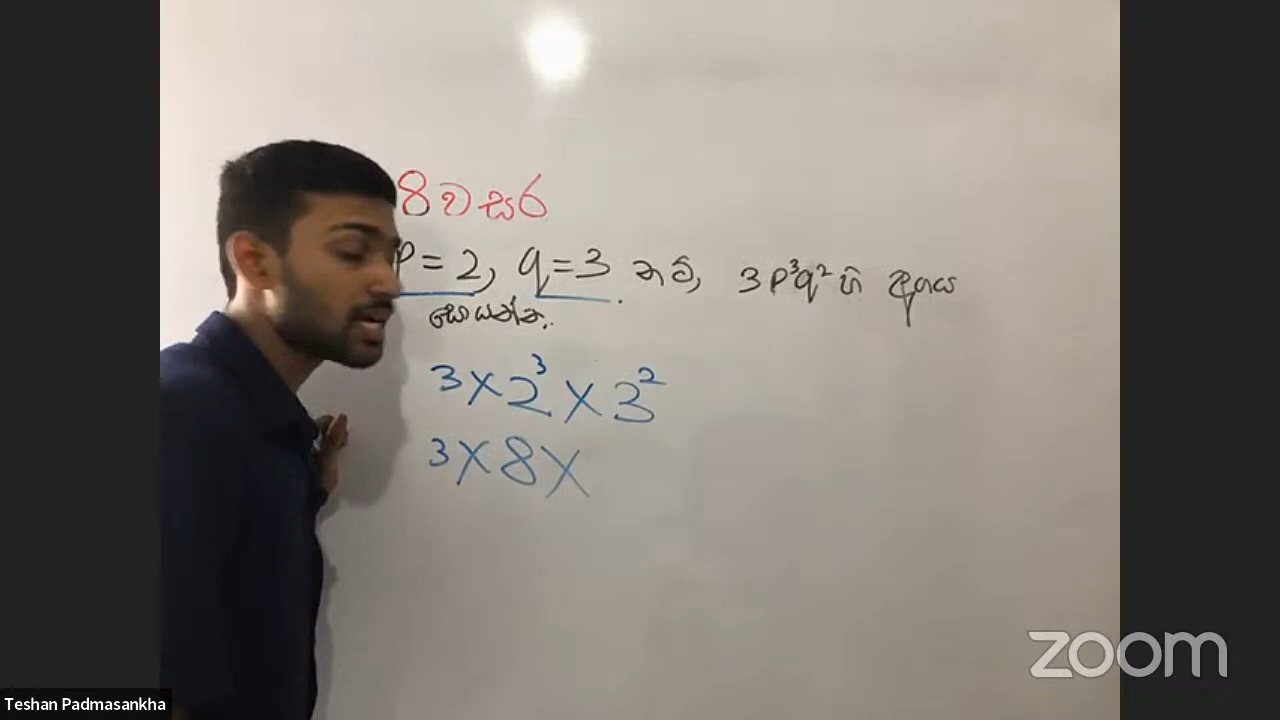 8 වසර
P = 2, q = 3 නම්, 3P³q² හි අගය
සොයන්න.
3 × 2³ × 3²
3 × 8 ×
zoom
Teshan Padmasankha